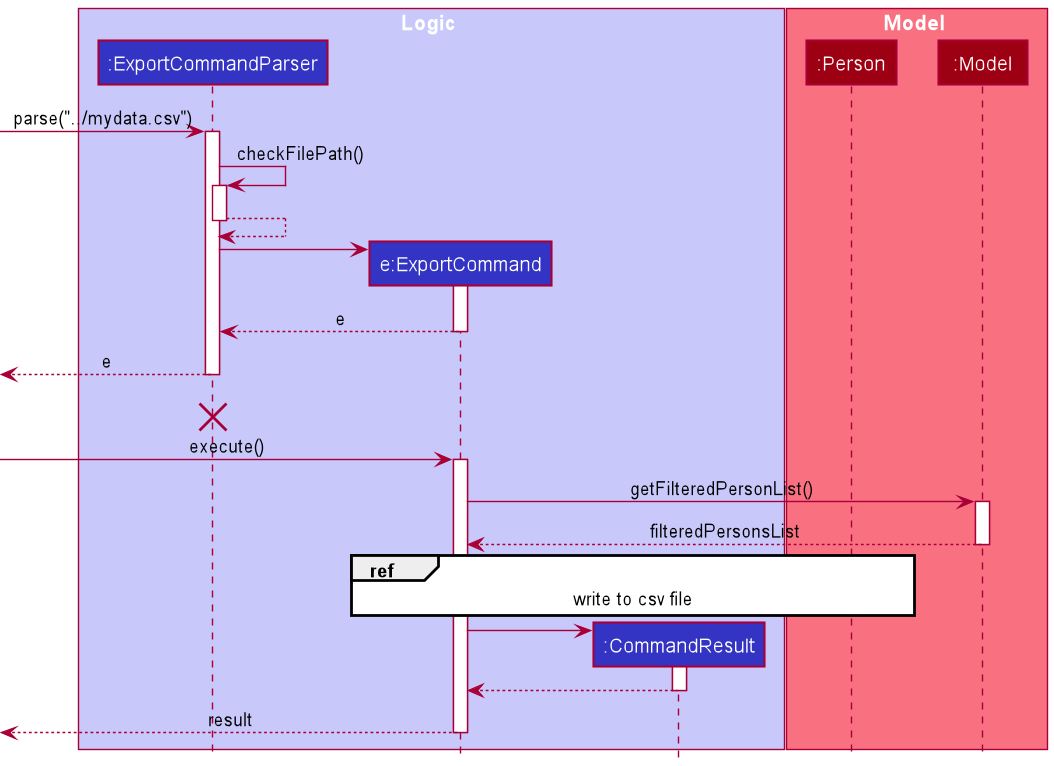 Logic
Model
:ExportCommandParser
:Person
:Model
parse("../mydata.csv")
checkFilePath()
e:ExportCommand
e
e
execute()
getFilteredPersonList()
filteredPersonsList
ref
write to csv file
:CommandResult
result